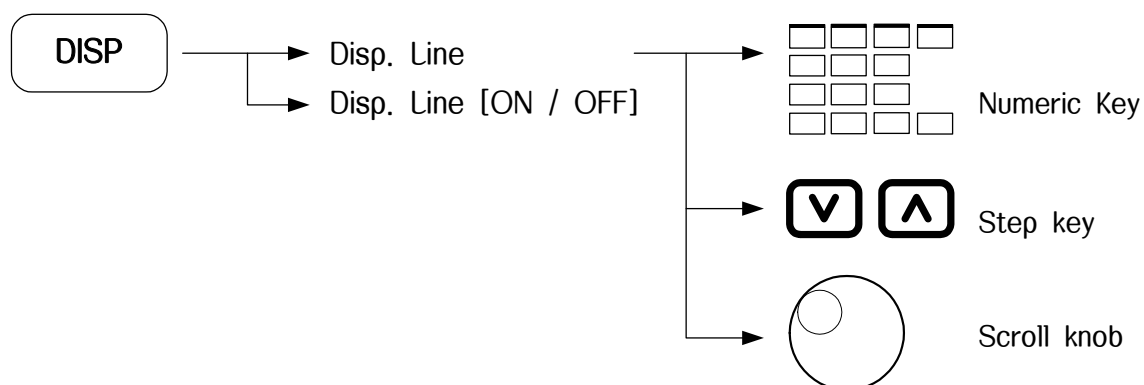 DISP
Disp. Line
Disp. Line [ON / OFF]
Numeric Key
Step key
Scroll knob